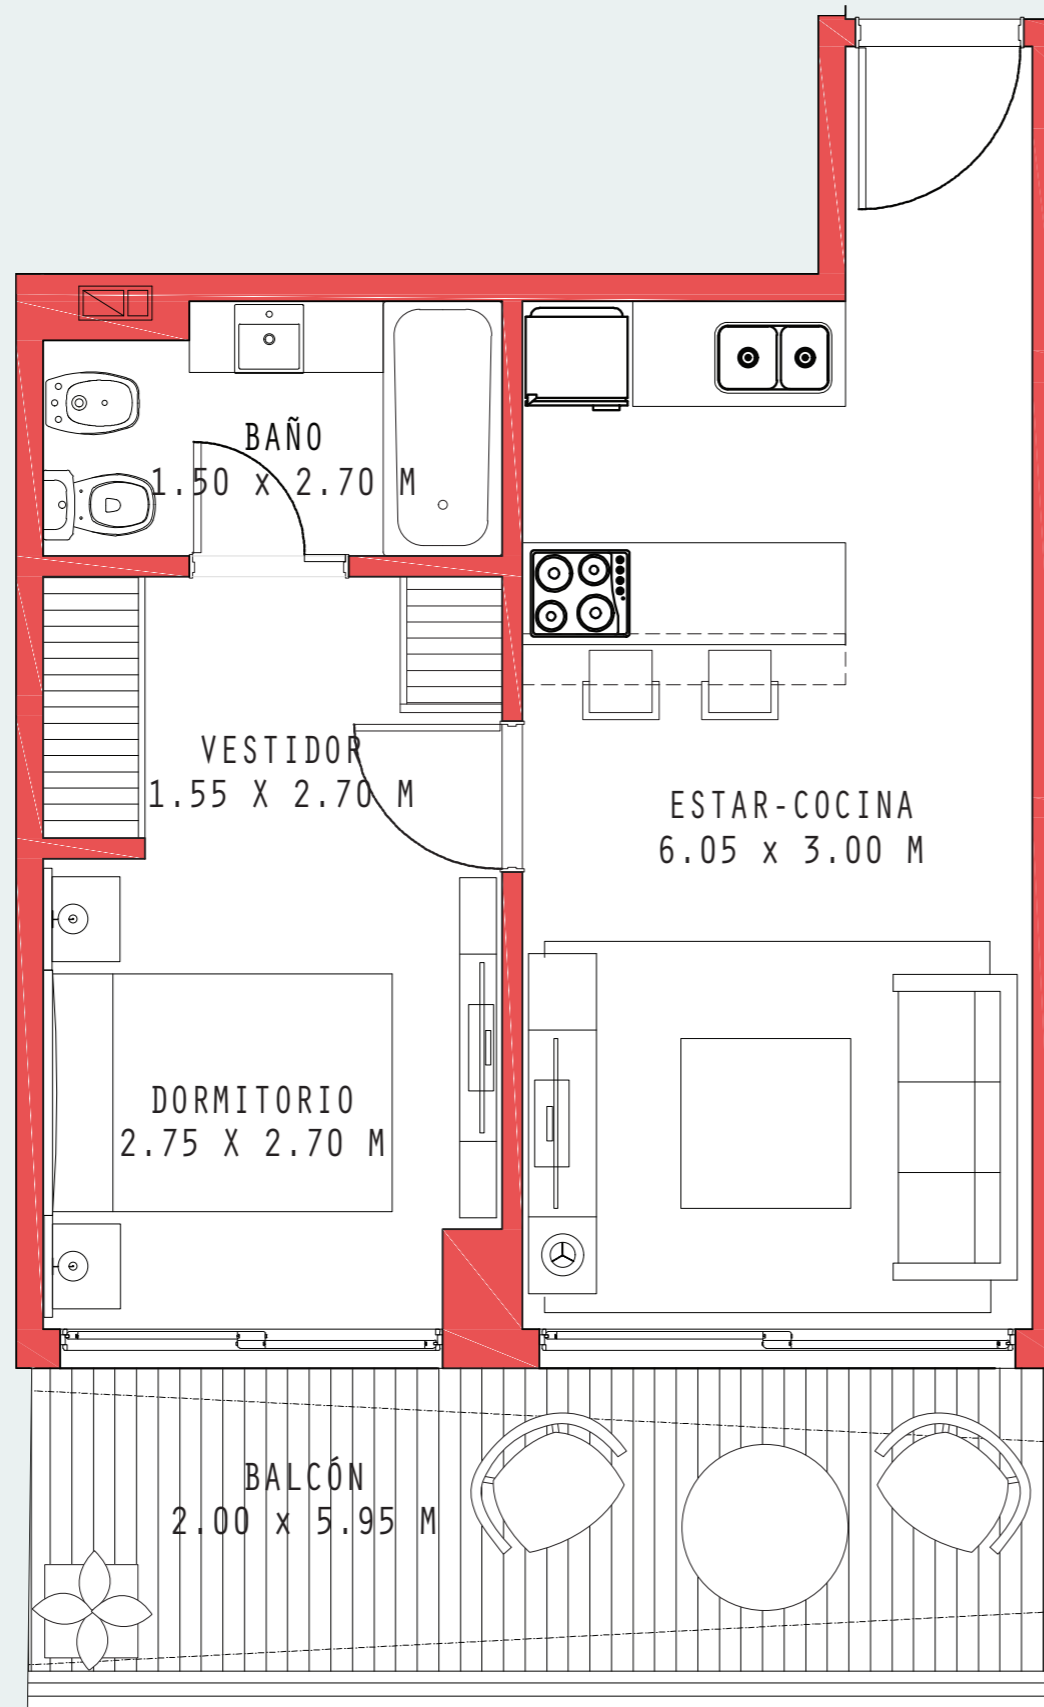 BAÑO
1.50 x 2.70 M
VESTIDOR
1.55 X 2.70 M
ESTAR-COCINA
6.05 x 3.00 M
DORMITORIO
2.75 X 2.70 M
BALCÓN
2.00 x 5.95 M